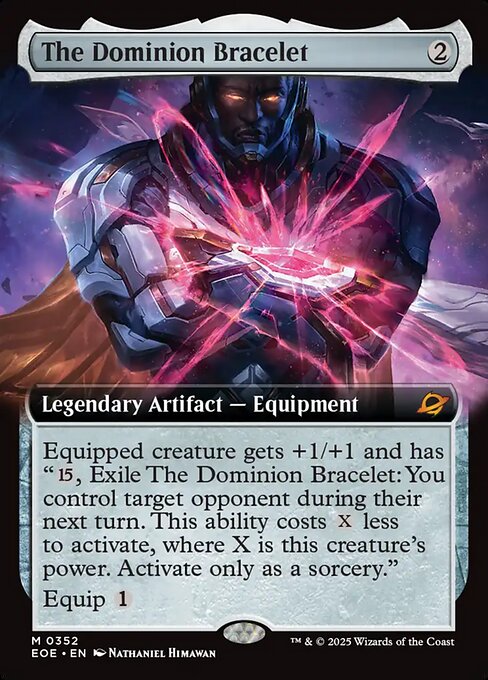 The Dominion Bracelet 2
Legendary Artifact — Equipment
Equipped creature gets +1/+1 and has
“15, Exile The Dominion Bracelet: You
control target opponent during their
next turn. This ability costs X less
to activate, where X is this creature’s
power. Activate only as a sorcery.”
Equip 1
M 0352
EOE • EN Nathaniel Himawan
™ & © 2025 Wizards of the Coast